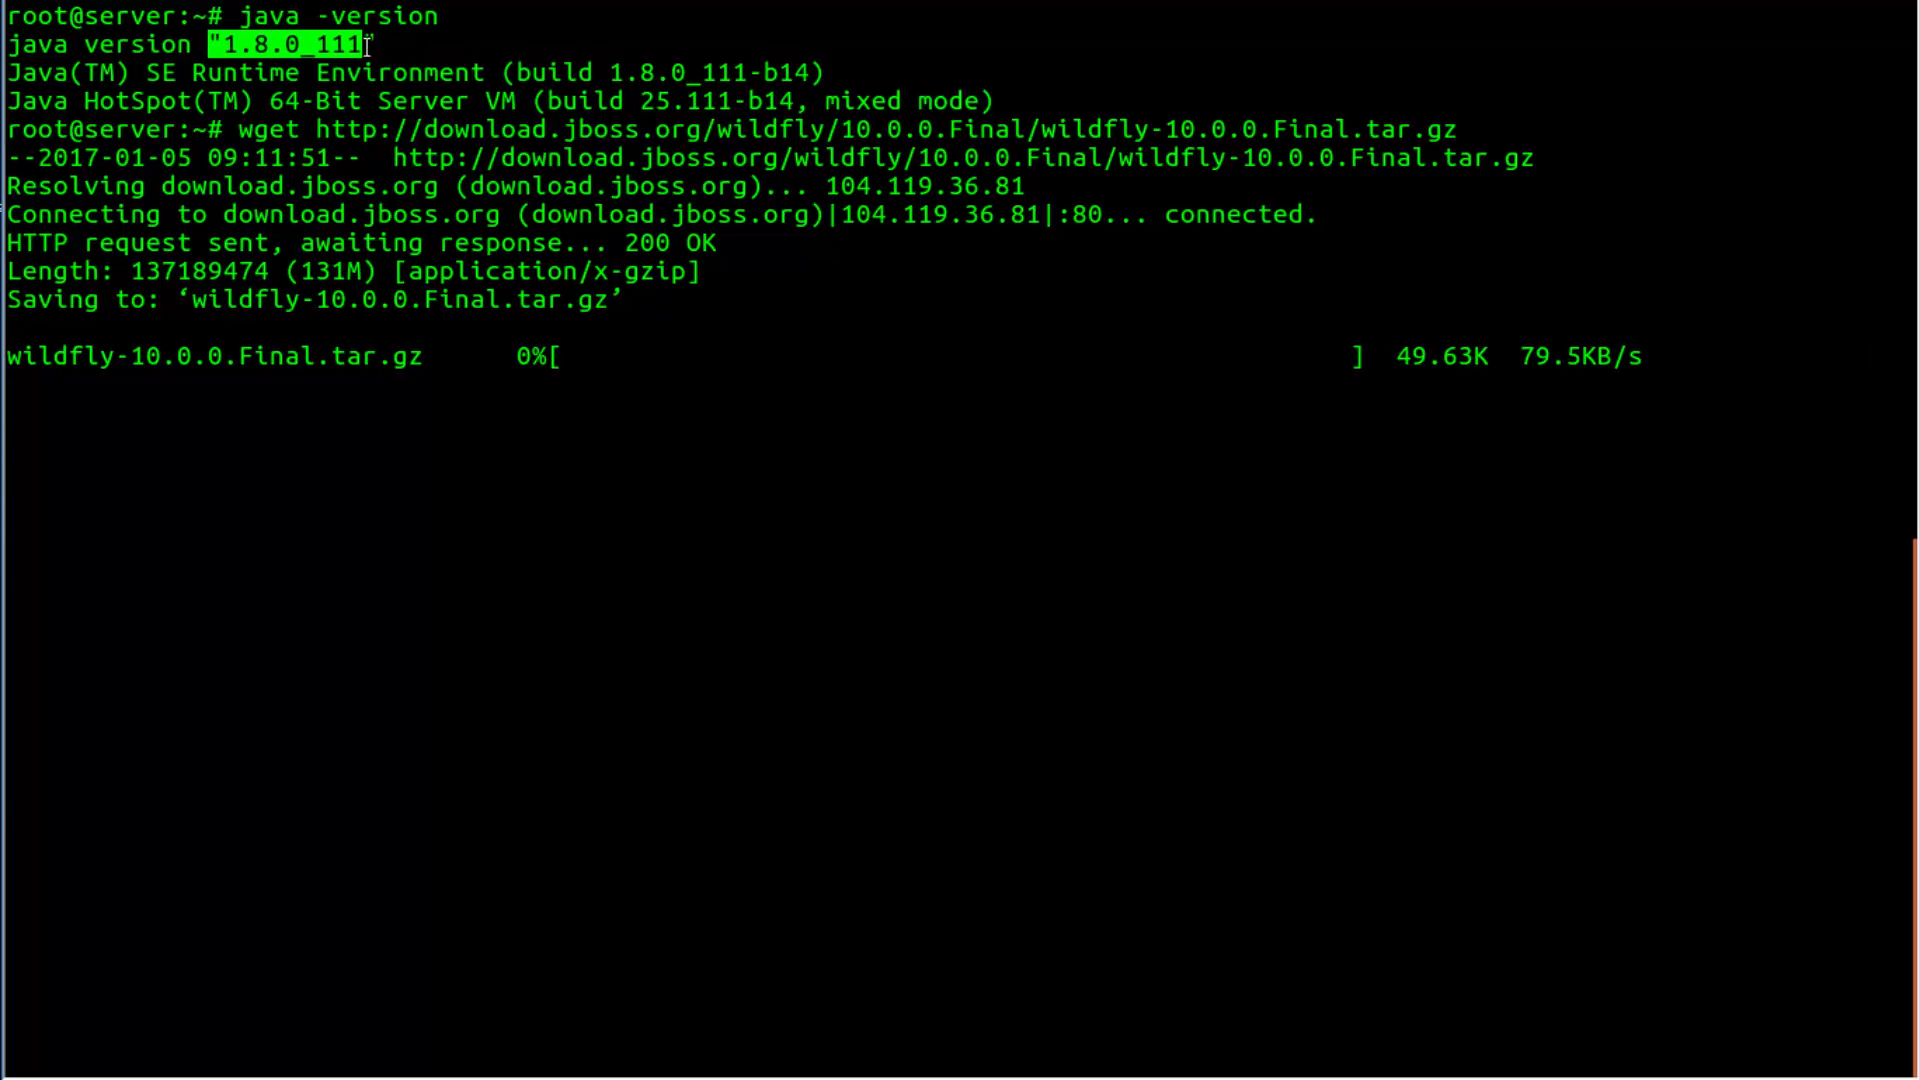 root@server:~# java -version
java version "1.8.0_111"
Java(TM) SE Runtime Environment (build 1.8.0_111-b14)
Java HotSpot(TM) 64-Bit Server VM (build 25.111-b14, mixed mode)
root@server:~# wget http://download.jboss.org/wildfly/10.0.0.Final/wildfly-10.0.0.Final.tar.gz
--2017-01-05 09:11:51--  http://download.jboss.org/wildfly/10.0.0.Final/wildfly-10.0.0.Final.tar.gz
Resolving download.jboss.org (download.jboss.org)... 104.119.36.81
Connecting to download.jboss.org (download.jboss.org)|104.119.36.81|:80... connected.
HTTP request sent, awaiting response... 200 OK
Length: 137189474 (131M) [application/x-gzip]
Saving to: ‘wildfly-10.0.0.Final.tar.gz’
wildfly-10.0.0.Final.tar.gz      0%[                                                    ]  49.63K  79.5KB/s